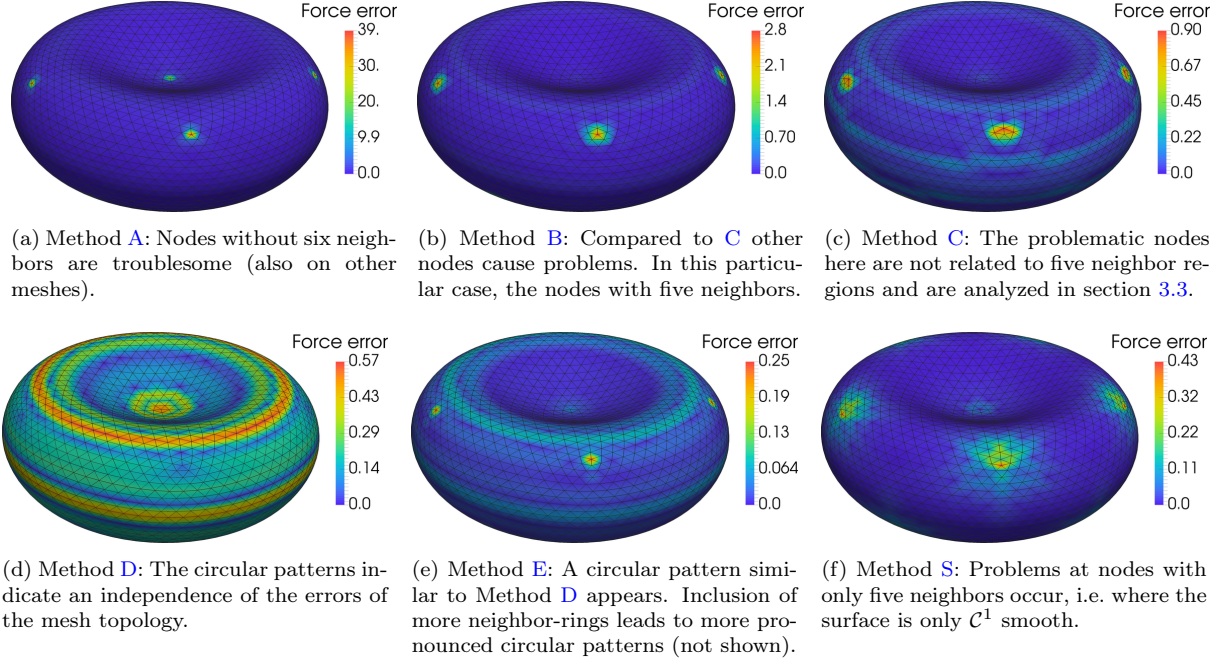 Force error
39.
30.
20.
9.9
0.0
Force error
2.8
2.1
1.4
0.70
0.0
Force error
0.90
0.67
0.45
0.22
0.0
(a) Method A: Nodes without six neigh-
bors are troublesome (also on other
meshes).
(b) Method B: Compared to C other
nodes cause problems. In this particu-
lar case, the nodes with five neighbors.
(c) Method C: The problematic nodes
here are not related to five neighbor re-
gions and are analyzed in section 3.3.
Force error
0.57
0.43
0.29
0.14
0.0
Force error
0.25
0.19
0.13
0.064
0.0
Force error
0.43
0.32
0.22
0.11
0.0
(d) Method D: The circular patterns in-
dicate an independence of the errors of
the mesh topology.
(e) Method E: A circular pattern simi-
lar to Method D appears. Inclusion of
more neighbor-rings leads to more pro-
nounced circular patterns (not shown).
(f) Method S: Problems at nodes with
only five neighbors occur, i.e. where the
surface is only C¹ smooth.